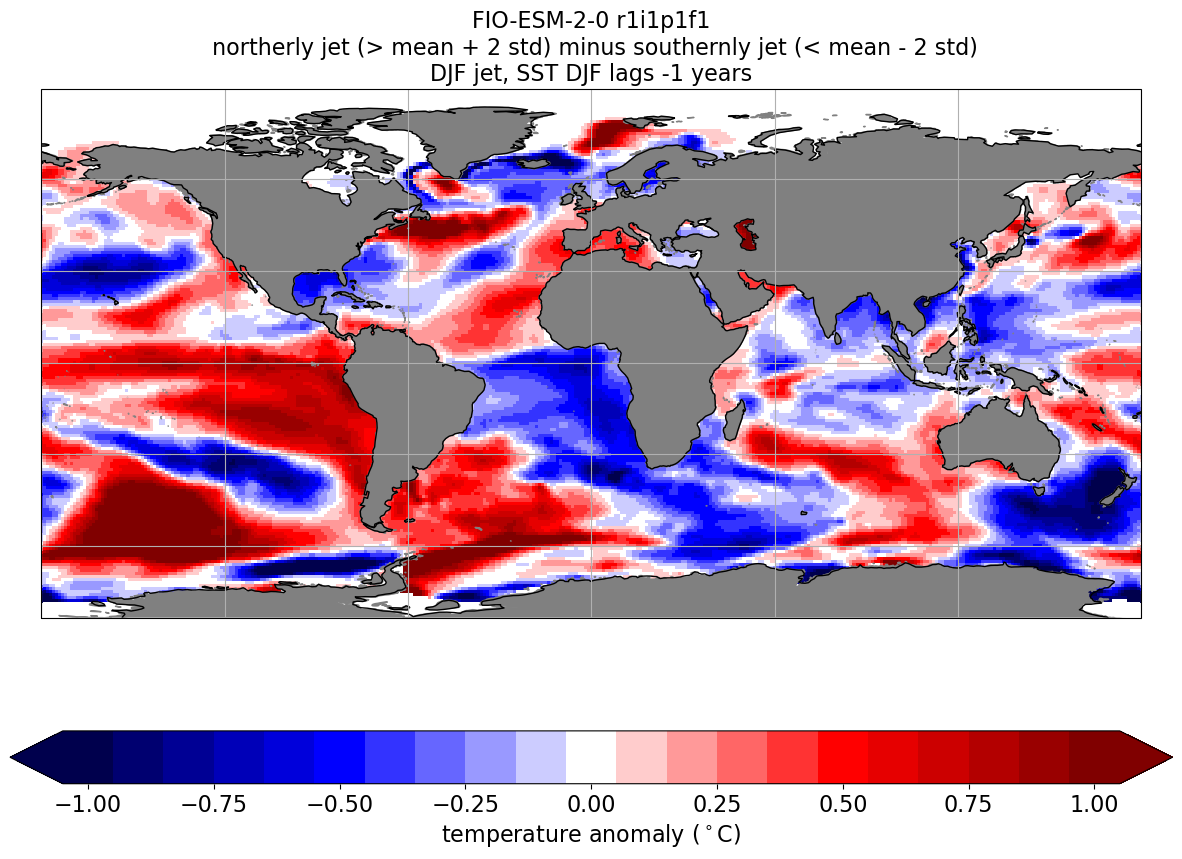 FIO-ESM-2-0 r1i1p1f1
northerly jet (> mean + 2 std) minus southernly jet (< mean - 2 std)
DJF jet, SST DJF lags -1 years
−1.00 −0.75 −0.50 −0.25 0.00 0.25 0.50 0.75 1.00
temperature anomaly (°C)